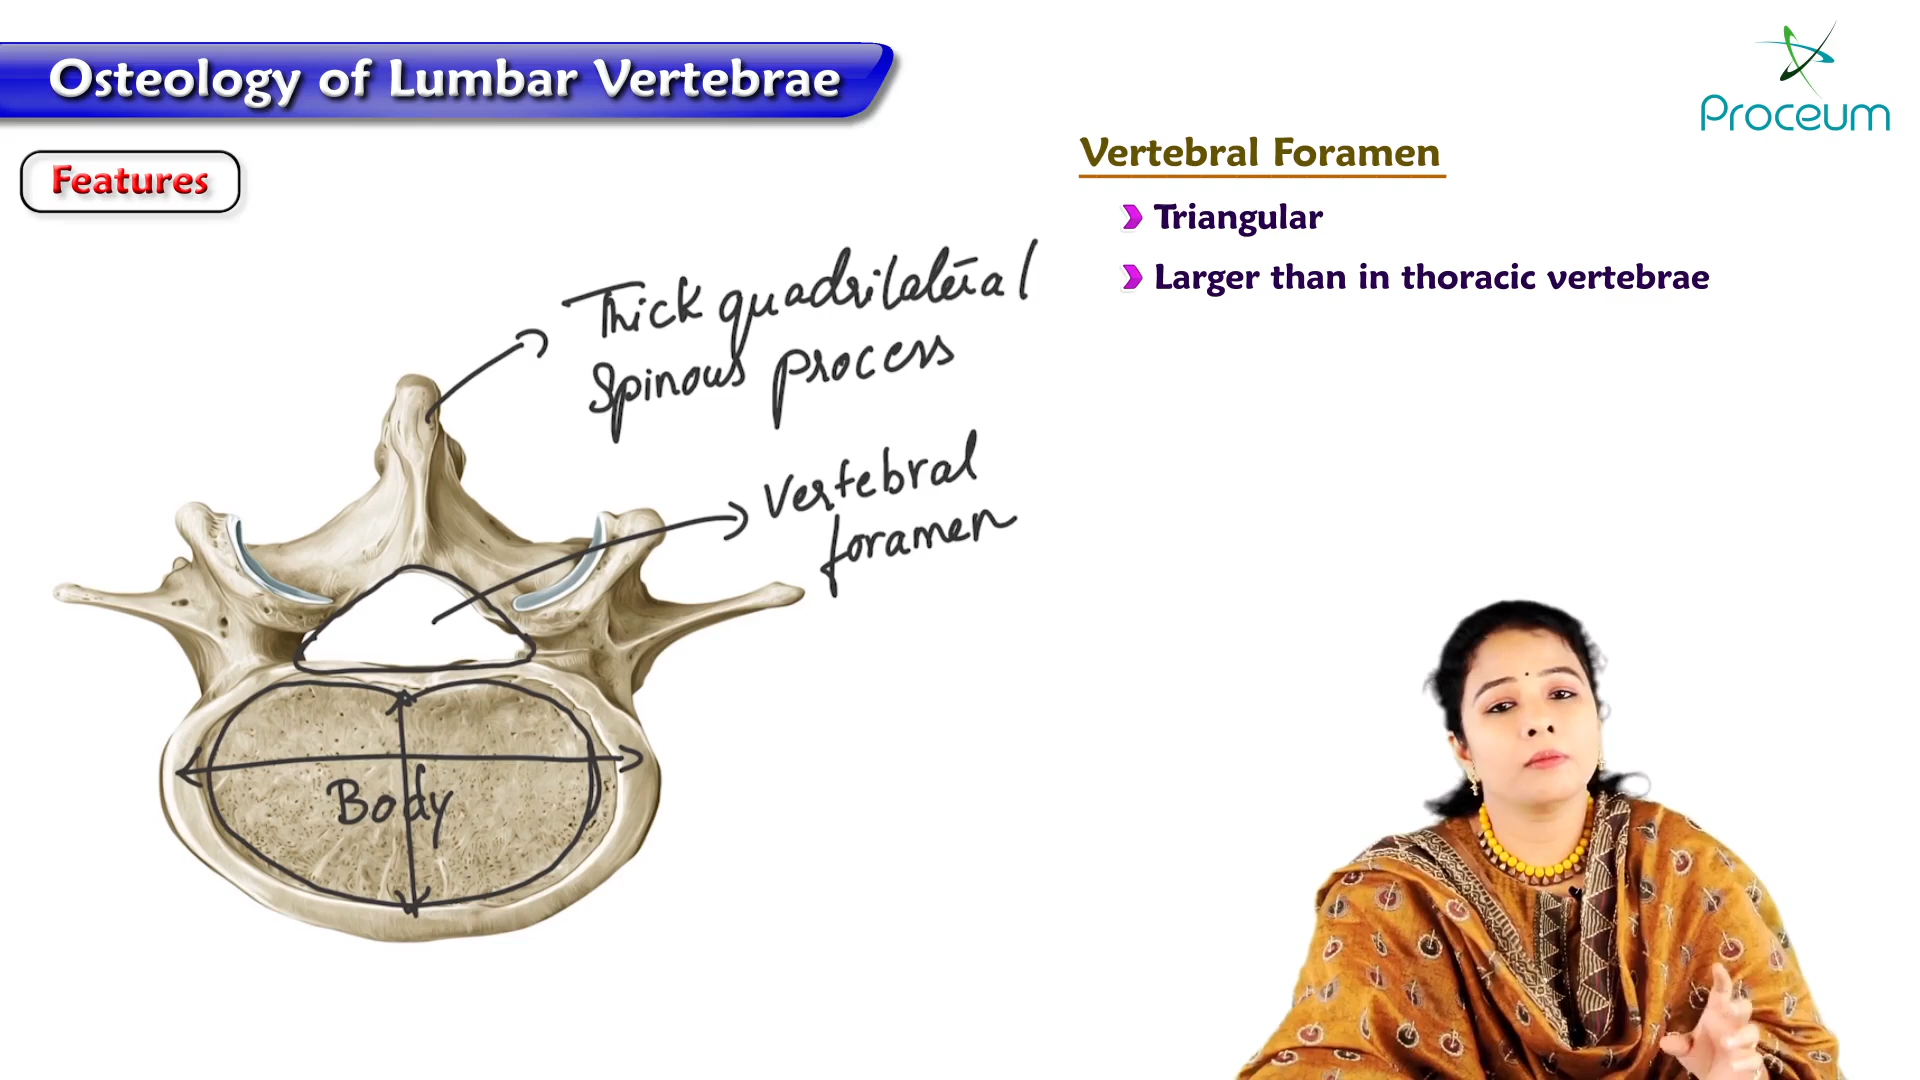 Osteology of Lumbar Vertebrae
Proceum
Features
Vertebral Foramen
Triangular
Larger than in thoracic vertebrae
Thick quadrilateral
Spinous process
Vertebral
foramen
Body